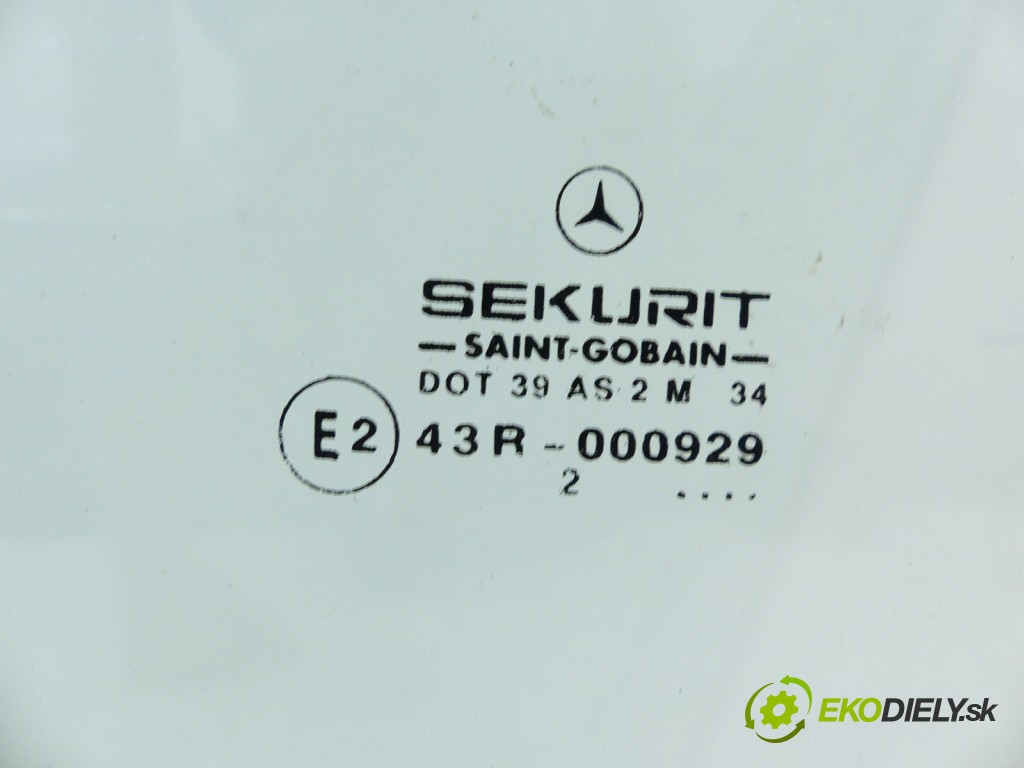 SEKURIT
SAINT-GOBAIN
DOT 39 AS 2 M 34
E2 43R-000929
2 ....
EKODIELY.sk